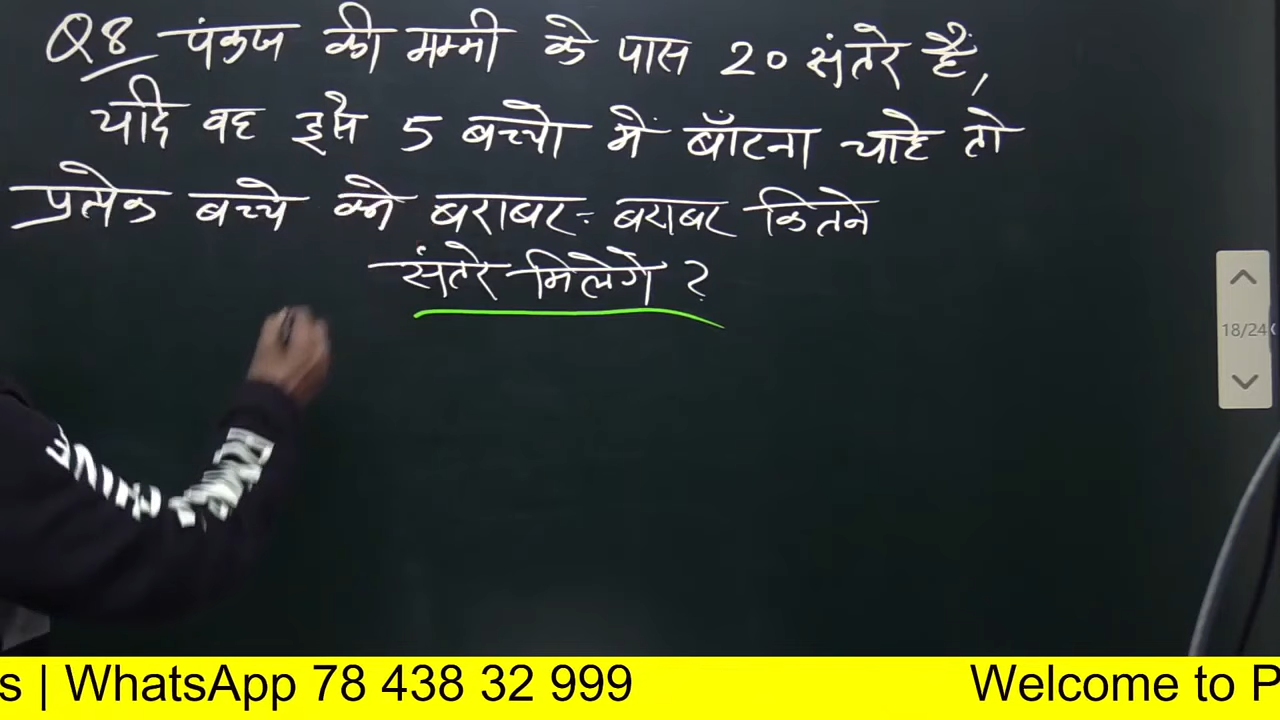 Q8 पंकज की मम्मी के पास 20 संतरे हैं,
यदि वह इसे 5 बच्चो में बाँटना चाहे तो
प्रत्येक बच्चे को बराबर - बराबर कितने
संतरे मिलेगे ?
18/24
s | WhatsApp 78 438 32 999 Welcome to P